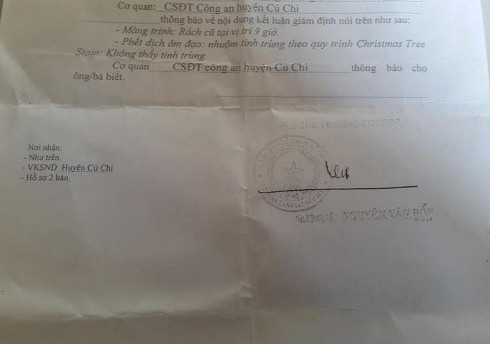 Cơ quan: CSĐT Công an huyện Củ Chi
thông báo về nội dung kết luận giám định nói trên như sau:
- Màng trinh: Rách cũ tại vị trí 9 giờ.
- Phết dịch âm đạo: nhuộm tinh trùng theo quy trình Christmas Tree
Stain: Không thấy tinh trùng.
Cơ quan CSĐT công an huyện Củ Chi thông báo cho
ông/bà biết.
Nơi nhận:
- Như trên,
- VKSND Huyện Củ Chi
- Hồ sơ 2 bản.
NGUYỄN VĂN